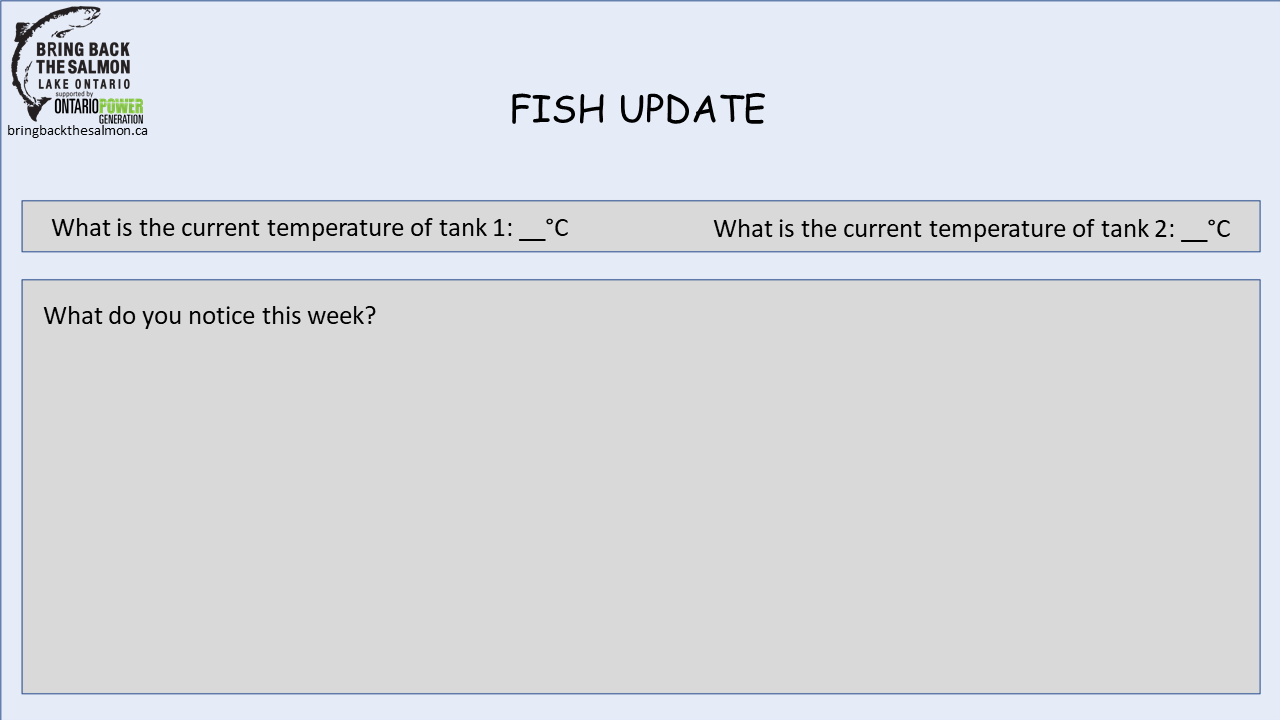 BRING BACK
THE SALMON
LAKE ONTARIO
supported by
ONTARIOPOWER
GENERATION
bringbackthesalmon.ca
FISH UPDATE
What is the current temperature of tank 1: __°C
What is the current temperature of tank 2: __°C
What do you notice this week?